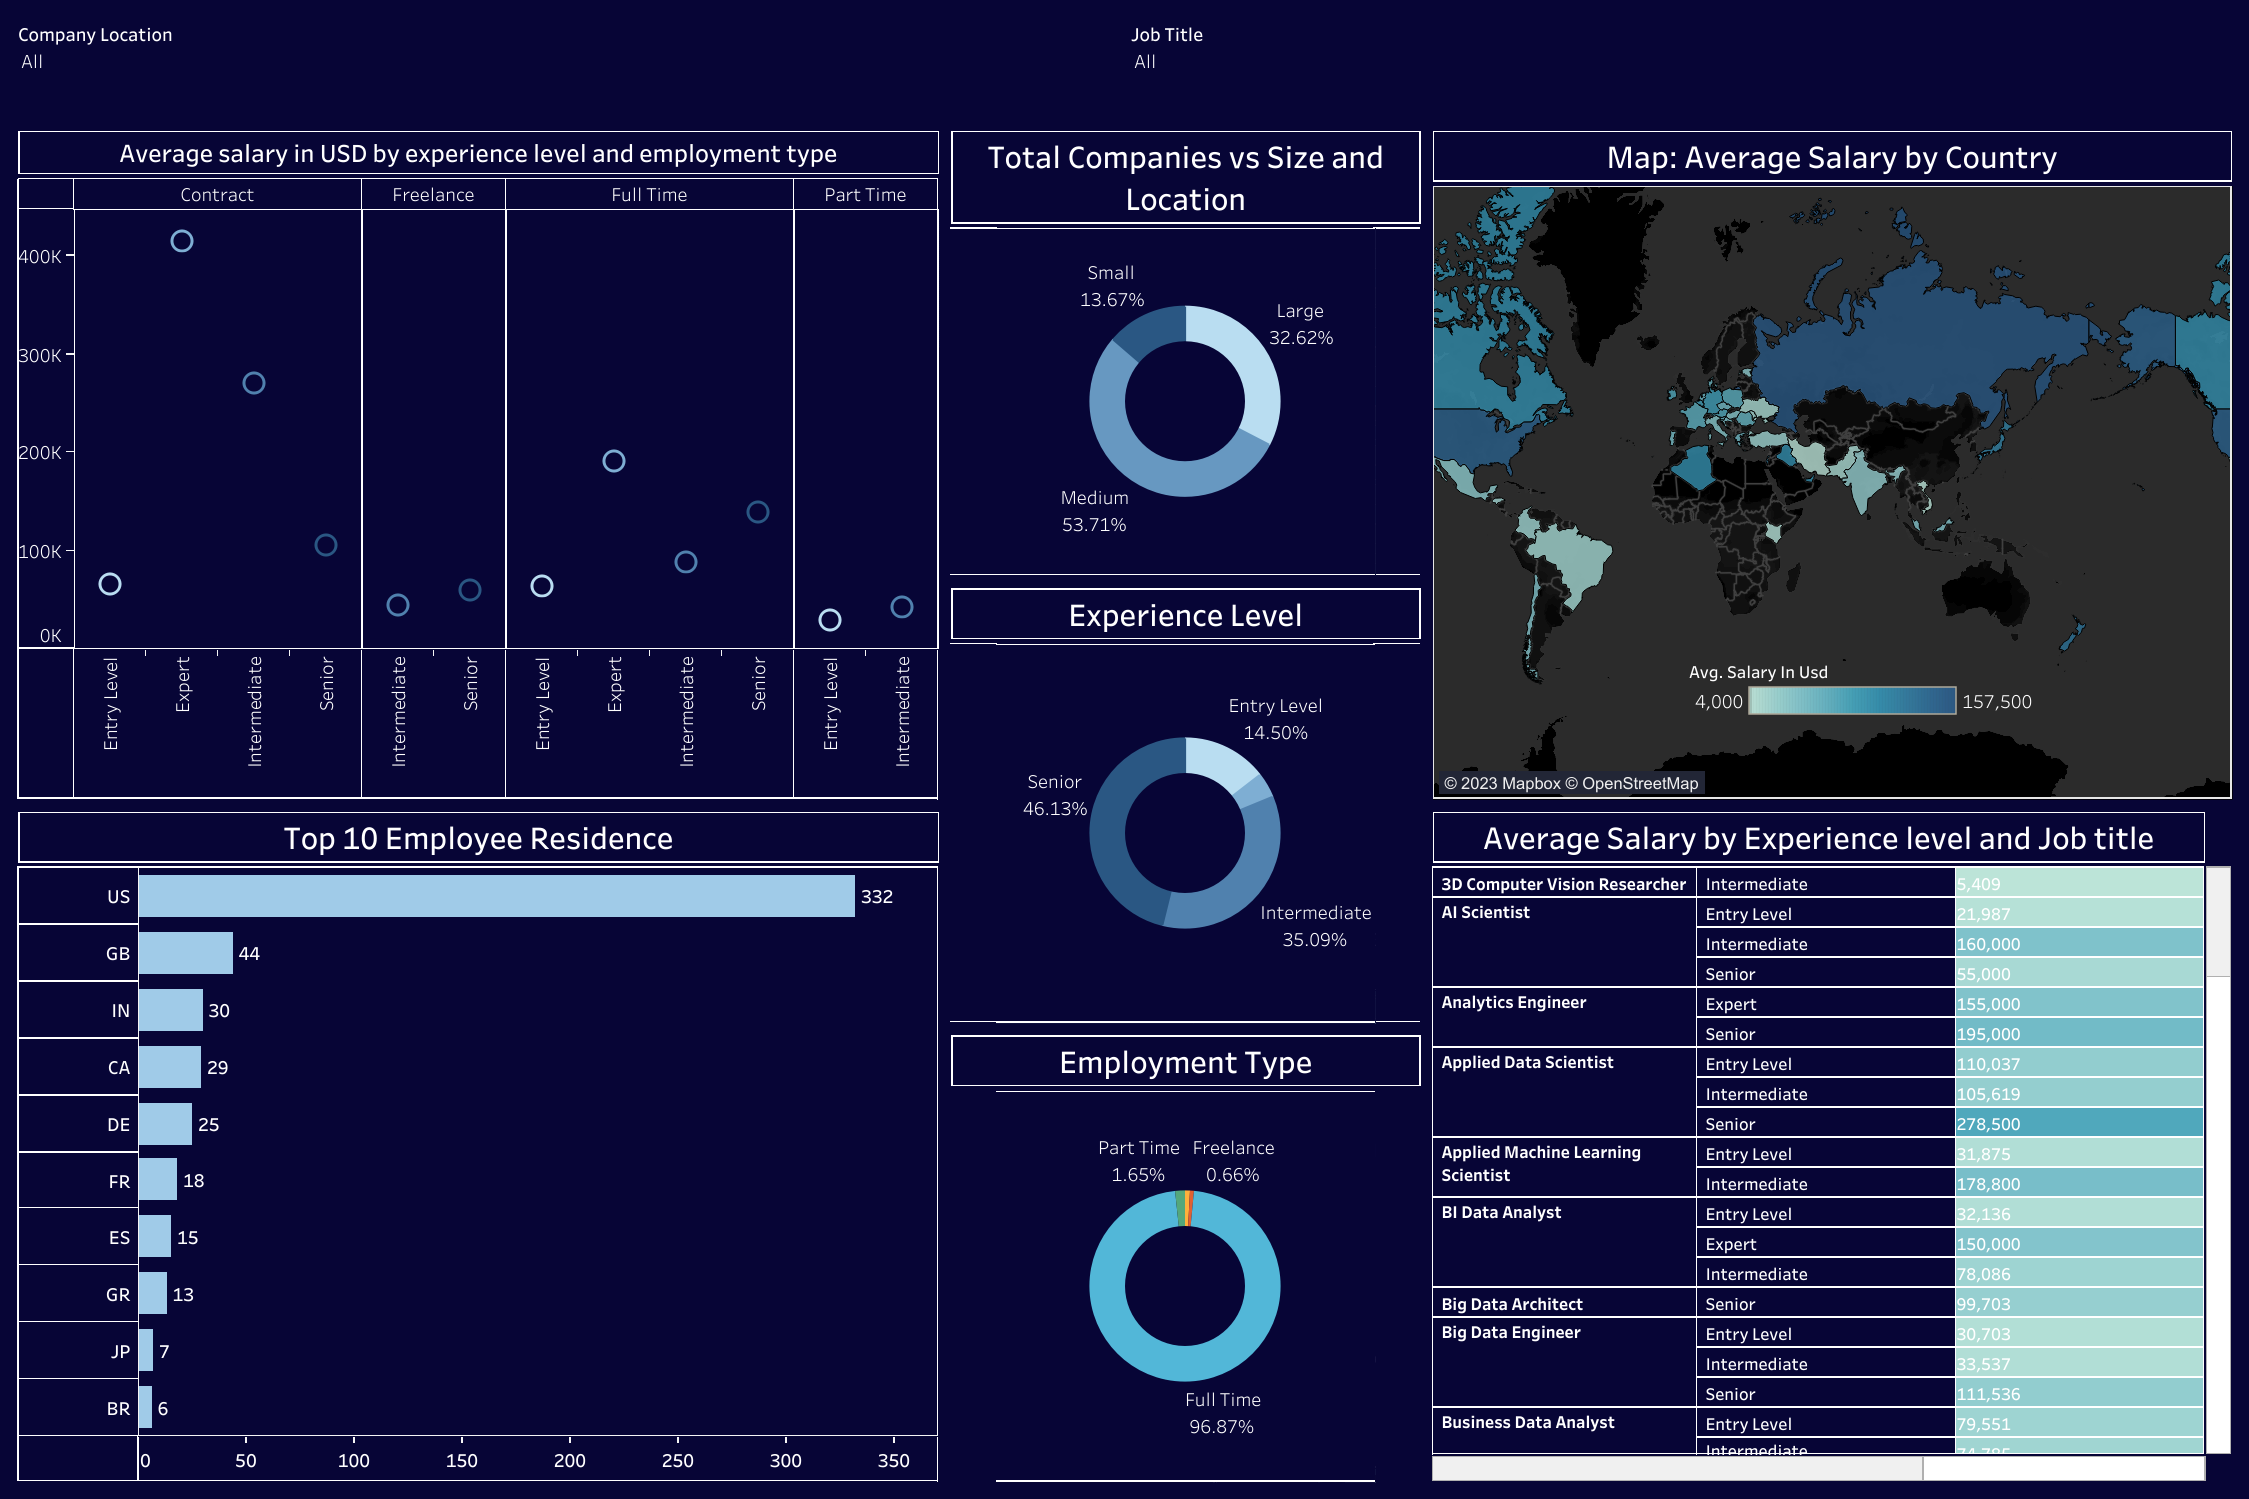 Company Location
All
Job Title
All
Average salary in USD by experience level and employment type
Contract
Freelance
Full Time
Part Time
400K
300K
200K
100K
0K
Entry Level
Expert
Intermediate
Senior
Intermediate
Senior
Entry Level
Expert
Intermediate
Senior
Entry Level
Intermediate
Total Companies vs Size and
Location
Small
13.67%
Large
32.62%
Medium
53.71%
Experience Level
Entry Level
14.50%
Senior
46.13%
Intermediate
35.09%
Employment Type
Part Time
1.65%
Freelance
0.66%
Full Time
96.87%
Map: Average Salary by Country
Avg. Salary In Usd
4,000
157,500
© 2023 Mapbox © OpenStreetMap
Top 10 Employee Residence
US 332
GB 44
IN 30
CA 29
DE 25
FR 18
ES 15
GR 13
JP 7
BR 6
0 50 100 150 200 250 300 350
Average Salary by Experience level and Job title
3D Computer Vision Researcher Intermediate 5,409
AI Scientist Entry Level 21,987
Intermediate 160,000
Senior 55,000
Analytics Engineer Expert 155,000
Senior 195,000
Applied Data Scientist Entry Level 110,037
Intermediate 105,619
Senior 278,500
Applied Machine Learning
Scientist
Entry Level 31,875
Intermediate 178,800
BI Data Analyst Entry Level 32,136
Expert 150,000
Intermediate 78,086
Big Data Architect Senior 99,703
Big Data Engineer Entry Level 30,703
Intermediate 33,537
Senior 111,536
Business Data Analyst Entry Level 79,551
Intermediate